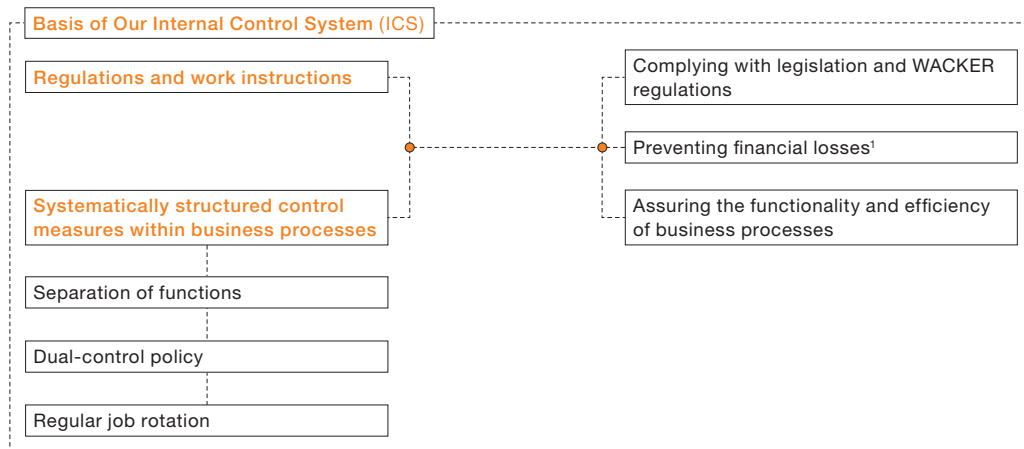 Basis of Our Internal Control System (ICS)
Regulations and work instructions
Systematically structured control
measures within business processes
Separation of functions
Dual-control policy
Regular job rotation
Complying with legislation and WACKER
regulations
Preventing financial losses¹
Assuring the functionality and efficiency
of business processes